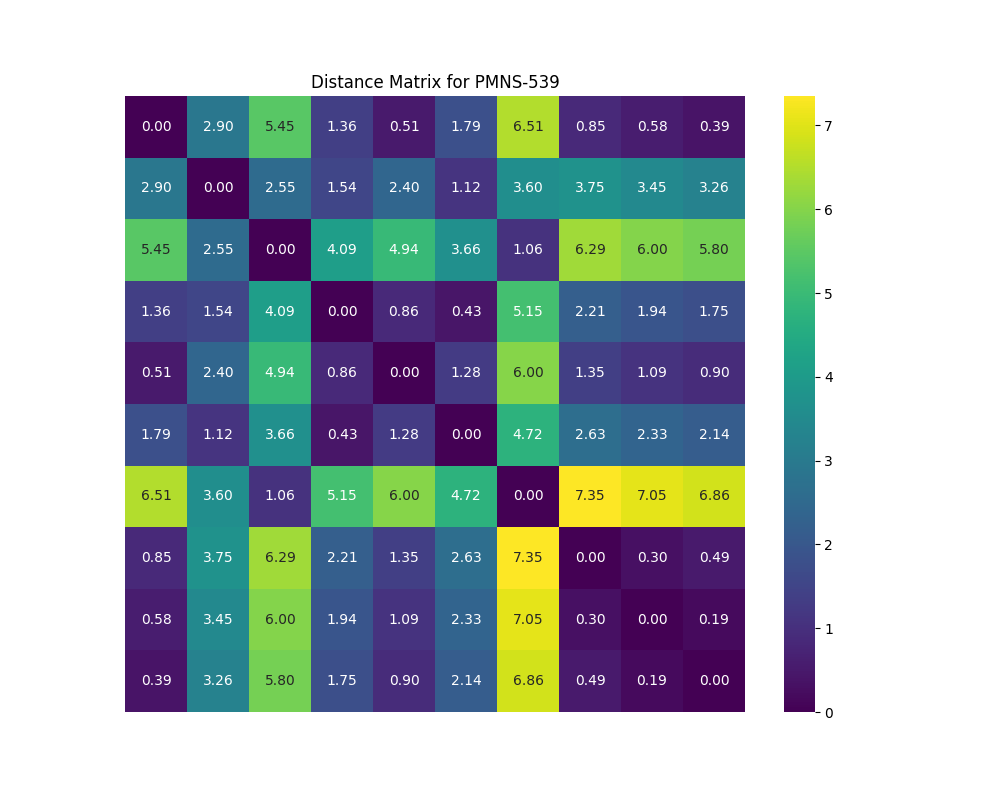 Distance Matrix for PMNS-539
0.00 2.90 5.45 1.36 0.51 1.79 6.51 0.85 0.58 0.39
2.90 0.00 2.55 1.54 2.40 1.12 3.60 3.75 3.45 3.26
5.45 2.55 0.00 4.09 4.94 3.66 1.06 6.29 6.00 5.80
1.36 1.54 4.09 0.00 0.86 0.43 5.15 2.21 1.94 1.75
0.51 2.40 4.94 0.86 0.00 1.28 6.00 1.35 1.09 0.90
1.79 1.12 3.66 0.43 1.28 0.00 4.72 2.63 2.33 2.14
6.51 3.60 1.06 5.15 6.00 4.72 0.00 7.35 7.05 6.86
0.85 3.75 6.29 2.21 1.35 2.63 7.35 0.00 0.30 0.49
0.58 3.45 6.00 1.94 1.09 2.33 7.05 0.30 0.00 0.19
0.39 3.26 5.80 1.75 0.90 2.14 6.86 0.49 0.19 0.00
7
6
5
4
3
2
1
0